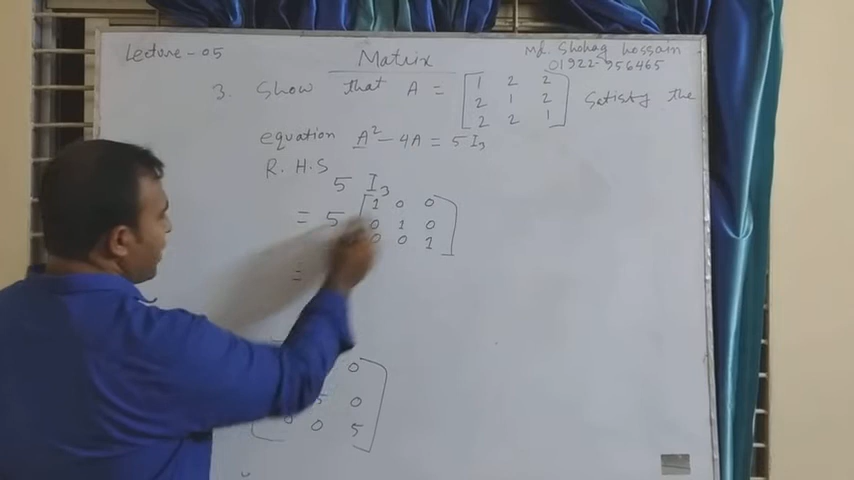 Lecture - 05
Matrix
Md. Shohag Hossain
01922-956465
3. Show that A = [1 2 2
2 1 2
2 2 1] Satisfy the
equation A² - 4A = 5 I₃
R. H. S
5 I₃
= 5 [1 0 0
0 1 0
0 0 1]
=
0
5 0
0 0 5]